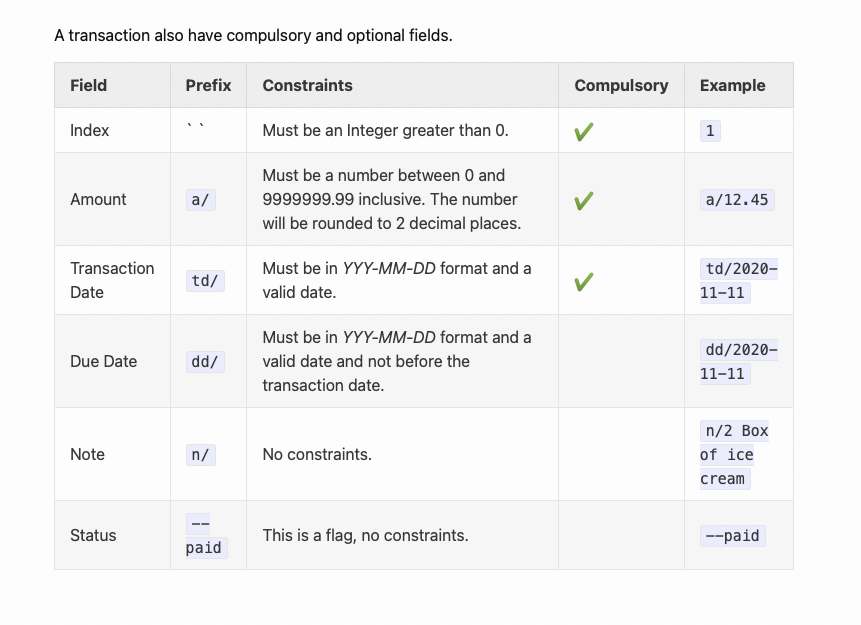 A transaction also have compulsory and optional fields.
Field Prefix Constraints Compulsory Example
Index ` ` Must be an Integer greater than 0. ✔ 1
Amount a/ Must be a number between 0 and
9999999.99 inclusive. The number
will be rounded to 2 decimal places. ✔ a/12.45
Transaction
Date td/ Must be in YYY-MM-DD format and a
valid date. ✔ td/2020-
11-11
Due Date dd/ Must be in YYY-MM-DD format and a
valid date and not before the
transaction date. dd/2020-
11-11
Note n/ No constraints. n/2 Box
of ice
cream
Status --
paid This is a flag, no constraints. --paid